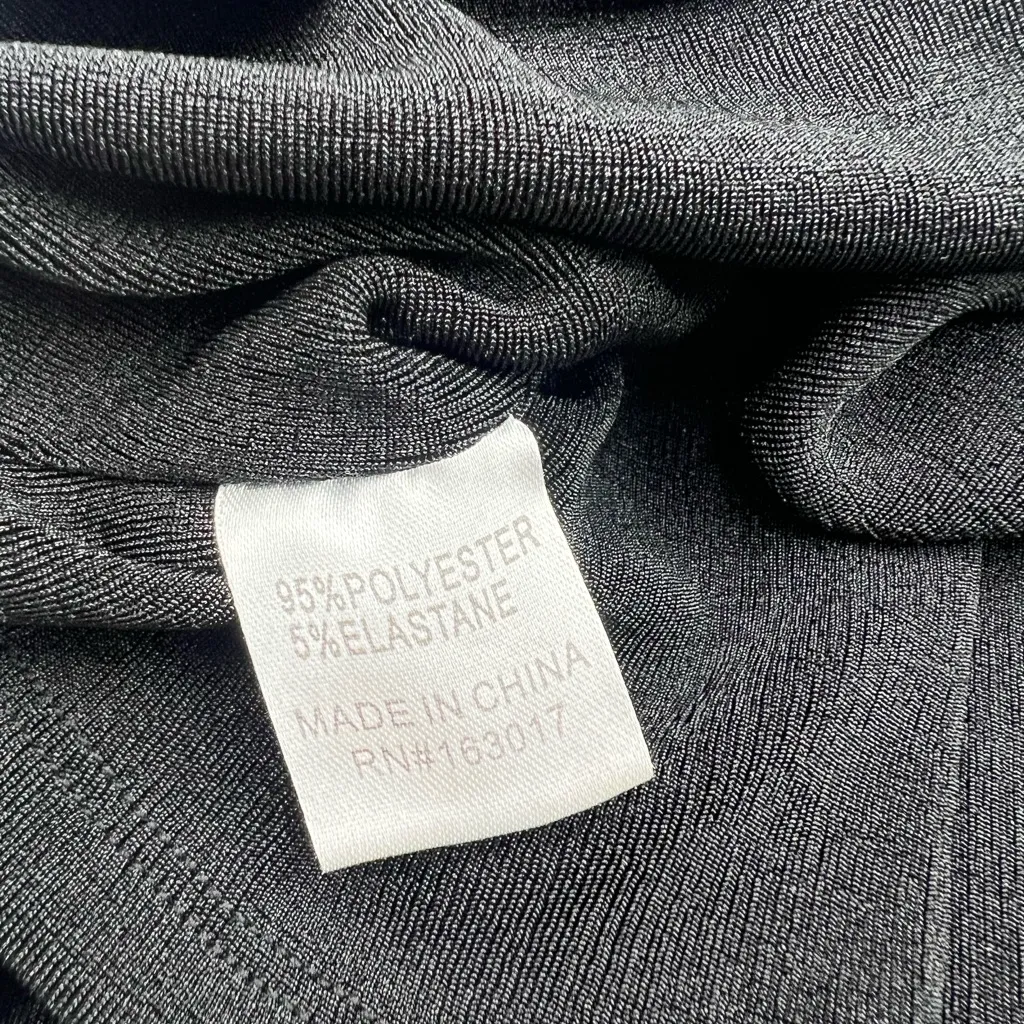 95%POLYESTER
5%ELASTANE
MADE IN CHINA
RN#163017